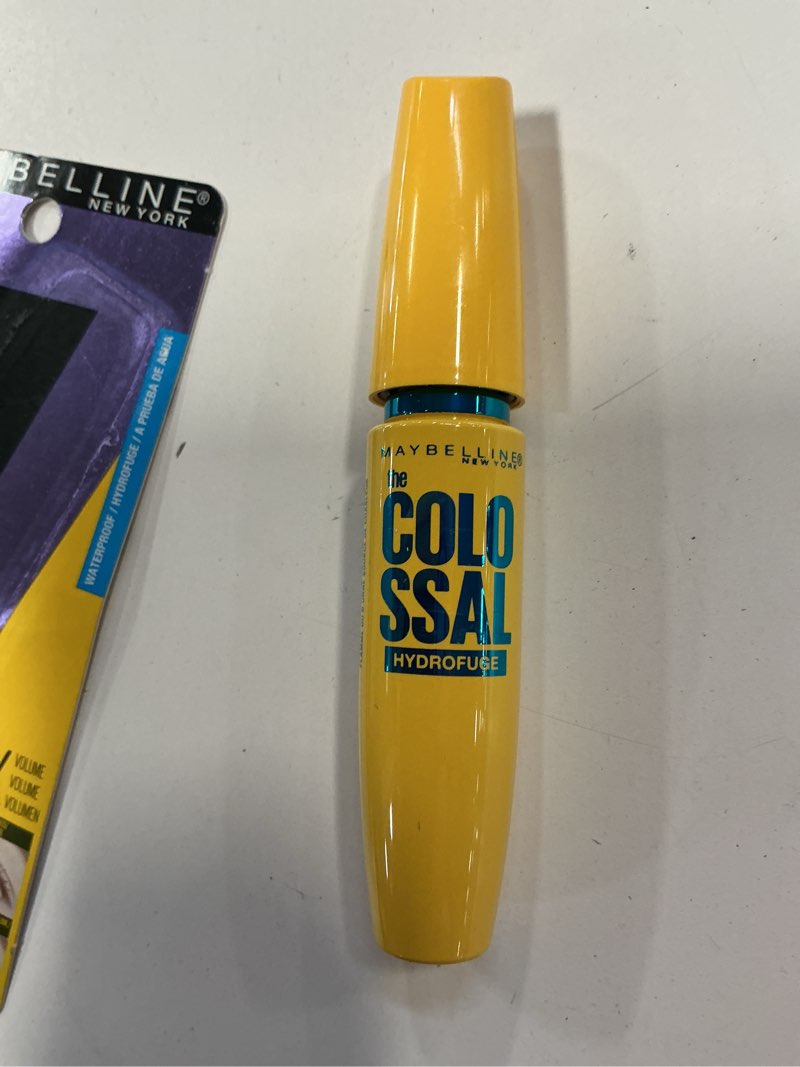 BELLINE®
NEW YORK
WATERPROOF / HYDROFUGE / A PRUEBA DE AGUA
VOLUME
VOLUME
VOLUMEN
MAYBELLINE®
NEW YORK
the
COLO
SSAL
HYDROFUGE